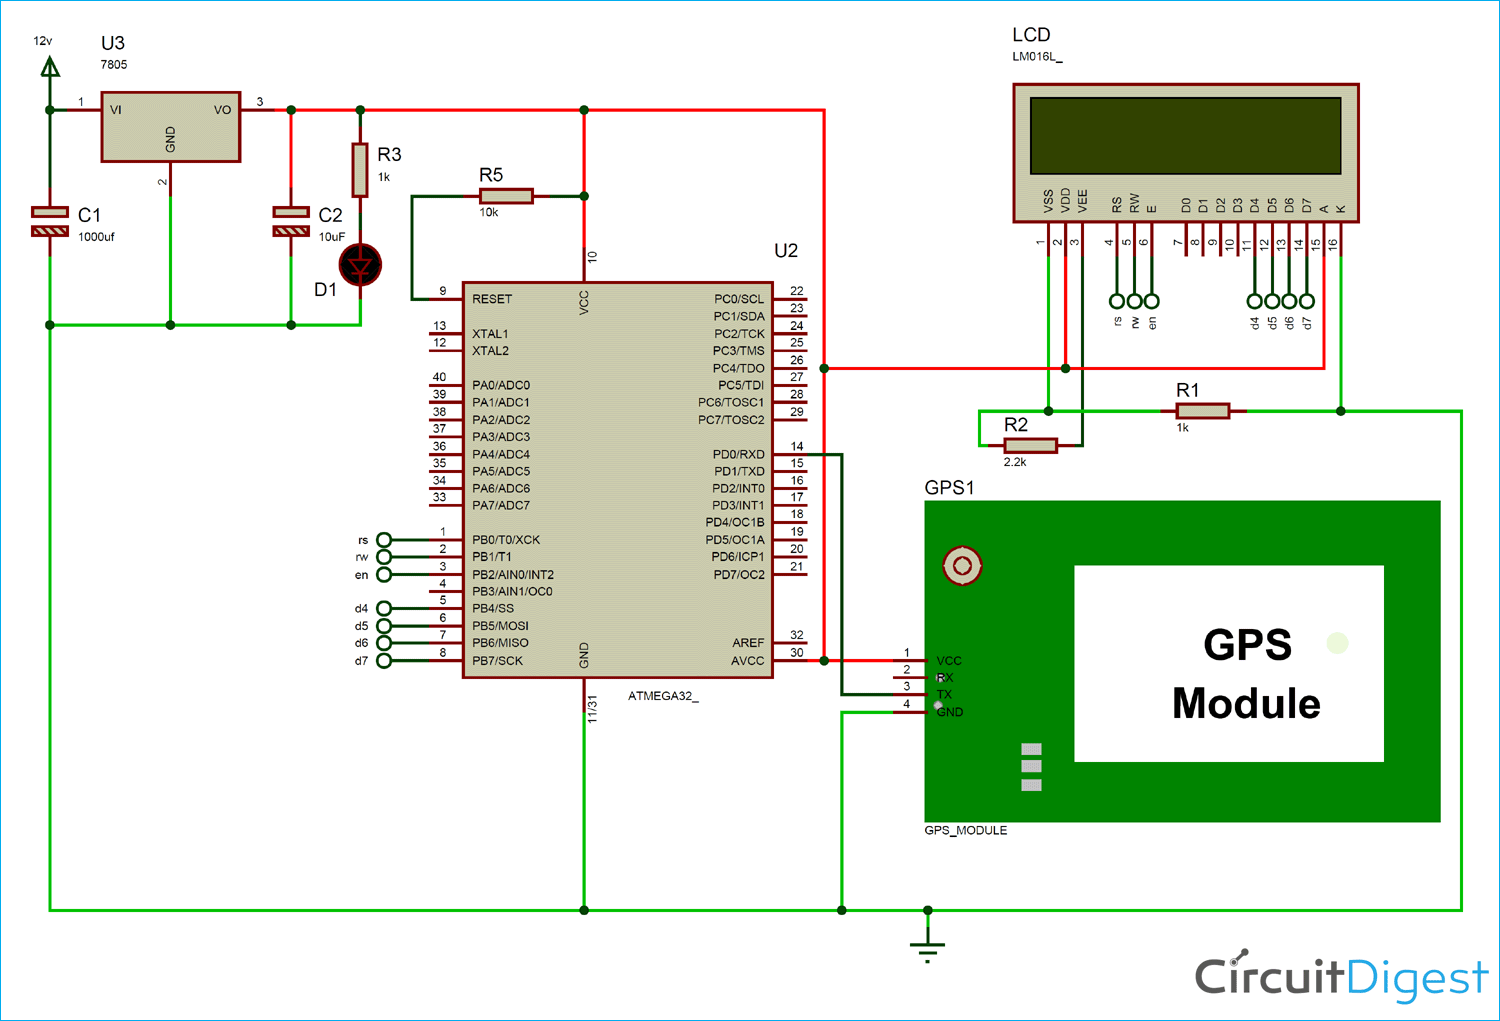 12v
U3
7805
1
VI
VO
3
GND
2
C1
1000uf
C2
10uF
R3
1k
D1
R5
10k
LCD
LM016L_
VSS
VDD
VEE
RS
RW
E
D0
D1
D2
D3
D4
D5
D6
D7
A
K
1
2
3
4
5
6
7
8
9
10
11
12
13
14
15
16
rs
rw
en
d4
d5
d6
d7
R1
1k
R2
2.2k
U2
10
VCC
9 RESET
13 XTAL1
12 XTAL2
40 PA0/ADC0
39 PA1/ADC1
38 PA2/ADC2
37 PA3/ADC3
36 PA4/ADC4
35 PA5/ADC5
34 PA6/ADC6
33 PA7/ADC7
rs 1 PB0/T0/XCK
rw 2 PB1/T1
en 3 PB2/AIN0/INT2
4 PB3/AIN1/OC0
d4 5 PB4/SS
d5 6 PB5/MOSI
d6 7 PB6/MISO
d7 8 PB7/SCK
PC0/SCL 22
PC1/SDA 23
PC2/TCK 24
PC3/TMS 25
PC4/TDO 26
PC5/TDI 27
PC6/TOSC1 28
PC7/TOSC2 29
PD0/RXD 14
PD1/TXD 15
PD2/INT0 16
PD3/INT1 17
PD4/OC1B 18
PD5/OC1A 19
PD6/ICP1 20
PD7/OC2 21
AREF 32
AVCC 30
GND
11/31
ATMEGA32_
GPS1
1 VCC
2 RX
3 TX
4 GND
GPS
Module
GPS_MODULE
CircuitDigest